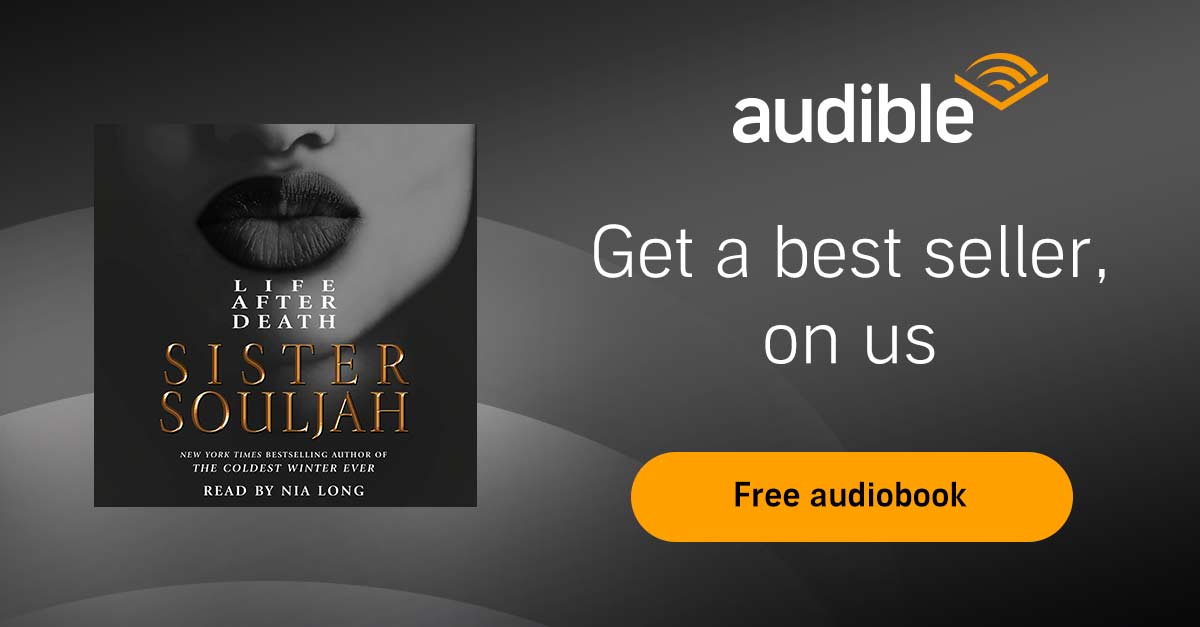 LIFE
AFTER
DEATH
SISTER
SOULJAH
NEW YORK TIMES BESTSELLING AUTHOR OF
THE COLDEST WINTER EVER
READ BY NIA LONG
audible
Get a best seller,
on us
Free audiobook